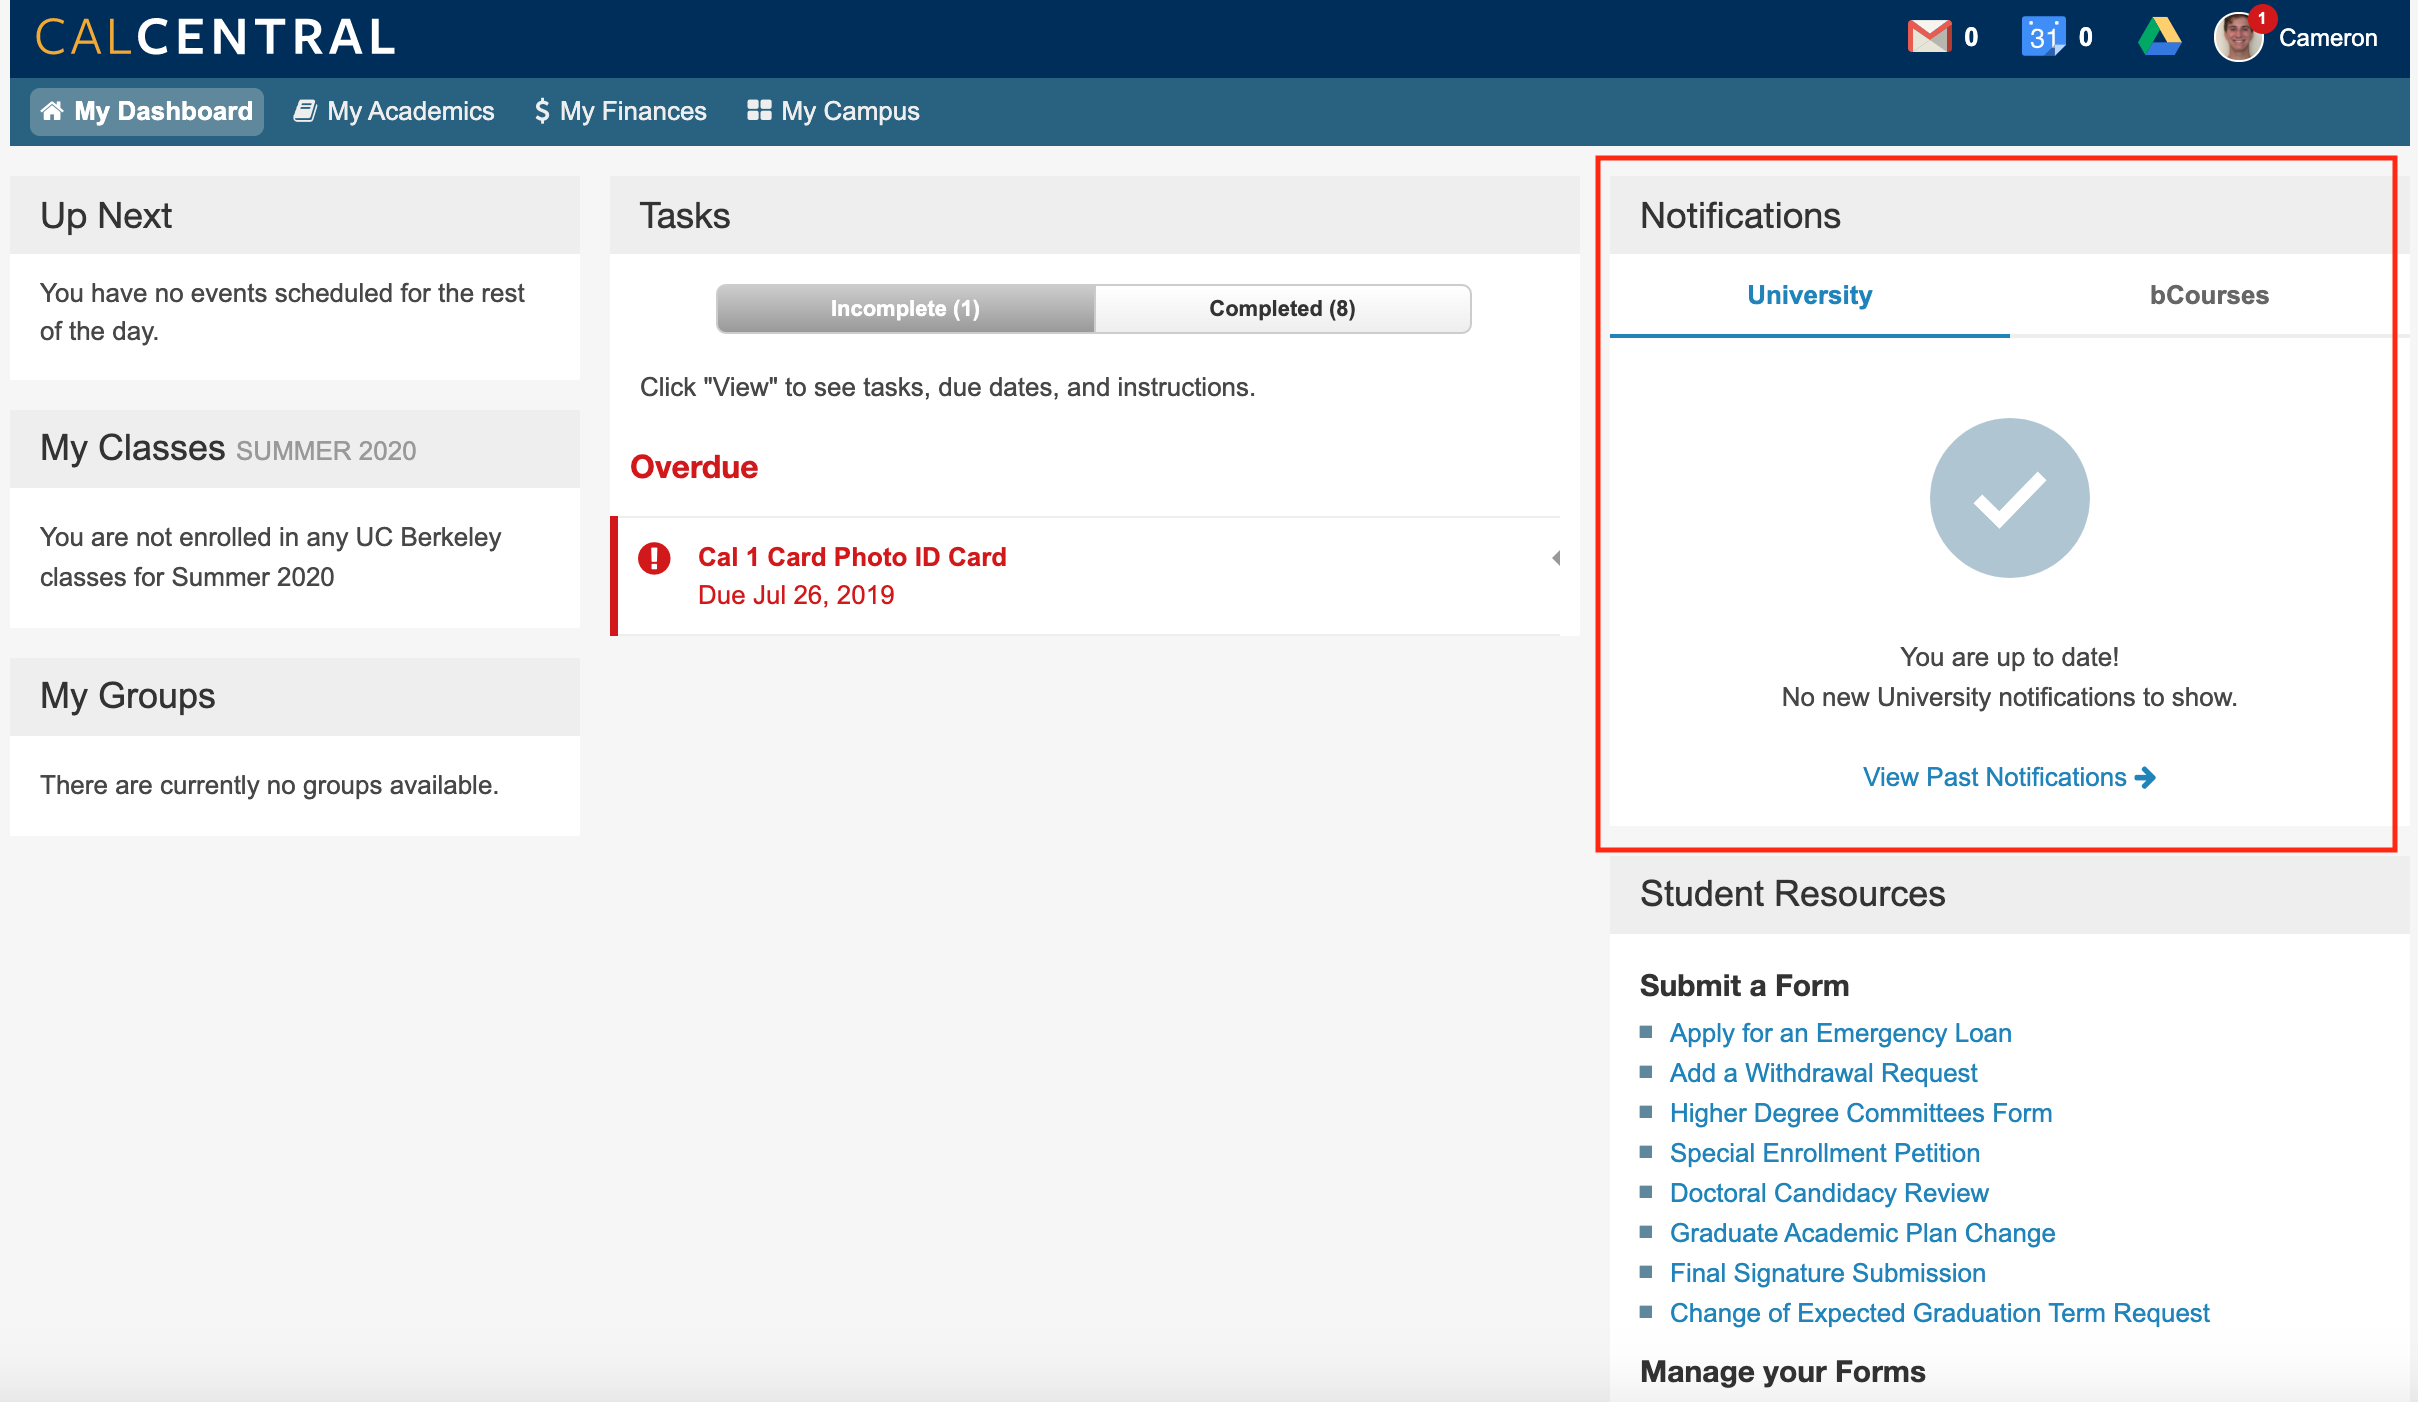 CALCENTRAL
0
31
0
1
Cameron
My Dashboard
My Academics
$ My Finances
My Campus
Up Next
You have no events scheduled for the rest
of the day.
My Classes SUMMER 2020
You are not enrolled in any UC Berkeley
classes for Summer 2020
My Groups
There are currently no groups available.
Tasks
Incomplete (1)
Completed (8)
Click "View" to see tasks, due dates, and instructions.
Overdue
Cal 1 Card Photo ID Card
Due Jul 26, 2019
Notifications
University
bCourses
You are up to date!
No new University notifications to show.
View Past Notifications
Student Resources
Submit a Form
Apply for an Emergency Loan
Add a Withdrawal Request
Higher Degree Committees Form
Special Enrollment Petition
Doctoral Candidacy Review
Graduate Academic Plan Change
Final Signature Submission
Change of Expected Graduation Term Request
Manage your Forms